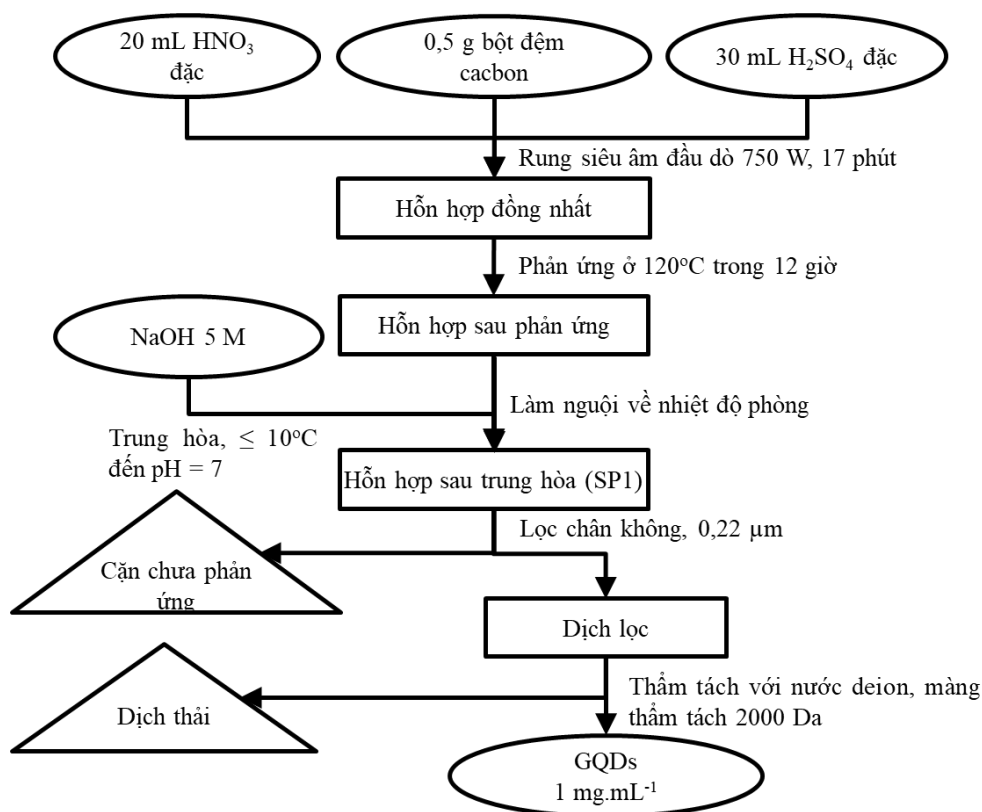 20 mL HNO₃
đặc
0,5 g bột đệm
cacbon
30 mL H₂SO₄ đặc
Rung siêu âm đầu dò 750 W, 17 phút
Hỗn hợp đồng nhất
Phản ứng ở 120°C trong 12 giờ
Hỗn hợp sau phản ứng
NaOH 5 M
Làm nguội về nhiệt độ phòng
Trung hòa, ≤ 10°C
đến pH = 7
Hỗn hợp sau trung hòa (SP1)
Lọc chân không, 0,22 µm
Cặn chưa phản
ứng
Dịch lọc
Thẩm tách với nước deion, màng
thẩm tách 2000 Da
Dịch thải
GQDs
1 mg.mL⁻¹